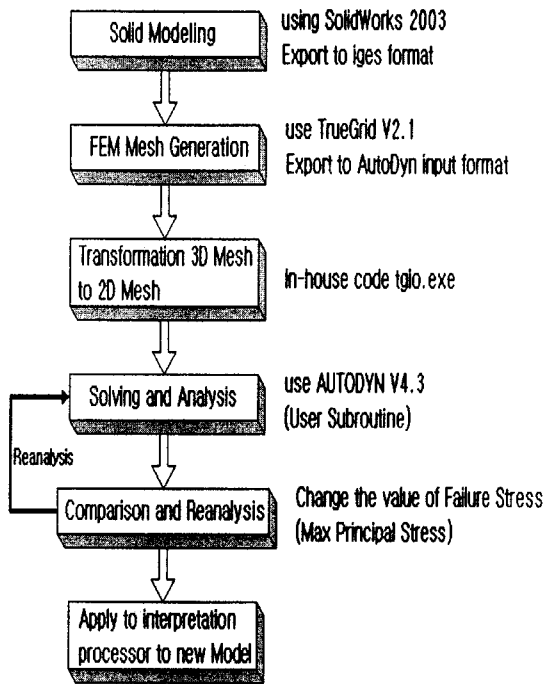 Solid Modeling
using SolidWorks 2003
Export to iges format
FEM Mesh Generation
use TrueGrid V2.1
Export to AutoDyn input format
Transformation 3D Mesh
to 2D Mesh
In-house code tgio.exe
Solving and Analysis
use AUTODYN V4.3
(User Subroutine)
Reanalysis
Comparison and Reanalysis
Change the value of Failure Stress
(Max Principal Stress)
Apply to interpretation
processor to new Model